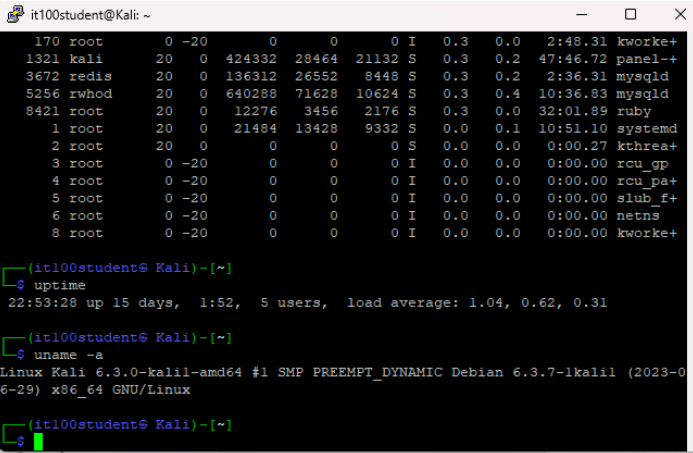 it100student@Kali: ~
170 root 0 -20 0 0 0 I 0.3 0.0 2:48.31 kworke+
1321 kali 20 0 424332 28464 21132 S 0.3 0.2 47:46.72 panel-+
3672 redis 20 0 136312 26552 8448 S 0.3 0.2 2:36.31 mysqld
5256 rwhod 20 0 640288 71628 10624 S 0.3 0.4 10:36.83 mysqld
8421 root 20 0 12276 3456 2176 S 0.3 0.0 32:01.89 ruby
1 root 20 0 21484 13428 9332 S 0.0 0.1 10:51.10 systemd
2 root 20 0 0 0 0 S 0.0 0.0 0:00.27 kthrea+
3 root 0 -20 0 0 0 I 0.0 0.0 0:00.00 rcu_gp
4 root 0 -20 0 0 0 I 0.0 0.0 0:00.00 rcu_pa+
5 root 0 -20 0 0 0 I 0.0 0.0 0:00.00 slub_f+
6 root 0 -20 0 0 0 I 0.0 0.0 0:00.00 netns
8 root 0 -20 0 0 0 I 0.0 0.0 0:00.00 kworke+
┌──(it100student㉿ Kali)-[~]
└─$ uptime
22:53:28 up 15 days, 1:52, 5 users, load average: 1.04, 0.62, 0.31
┌──(it100student㉿ Kali)-[~]
└─$ uname -a
Linux Kali 6.3.0-kali1-amd64 #1 SMP PREEMPT_DYNAMIC Debian 6.3.7-1kali1 (2023-0
6-29) x86_64 GNU/Linux
┌──(it100student㉿ Kali)-[~]
└─$